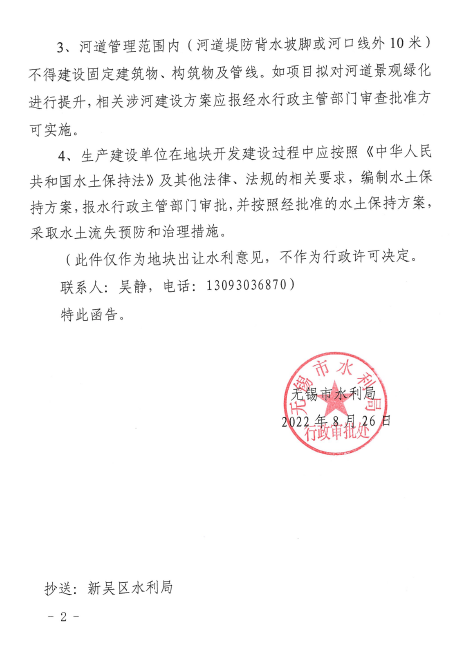 3、河道管理范围内（河道堤防背水坡脚或河口线外10米）
不得建设固定建筑物、构筑物及管线。如项目拟对河道景观绿化
进行提升，相关涉河建设方案应报经水行政主管部门审查批准方
可实施。
4、生产建设单位在地块开发建设过程中应按照《中华人民
共和国水土保持法》及其他法律、法规的相关要求，编制水土保
持方案，报水行政主管部门审批，并按照经批准的水土保持方案，
采取水土流失预防和治理措施。
（此件仅作为地块出让水利意见，不作为行政许可决定。
联系人：吴静，电话：13093036870）
特此函告。
无锡市水利局
无锡市水利局
2022年8月26日
行政审批处
抄送：新吴区水利局
- 2 -